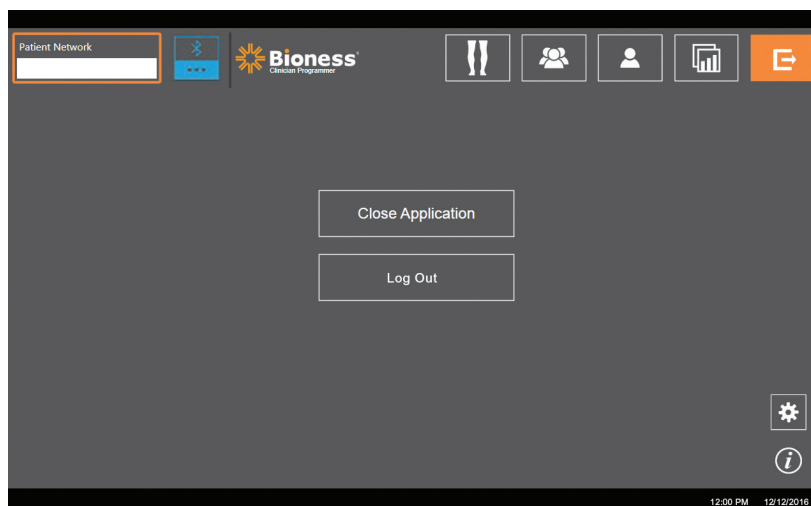 Patient Network
Bioness
Clinician Programmer
Close Application
Log Out
12:00 PM 12/12/2016